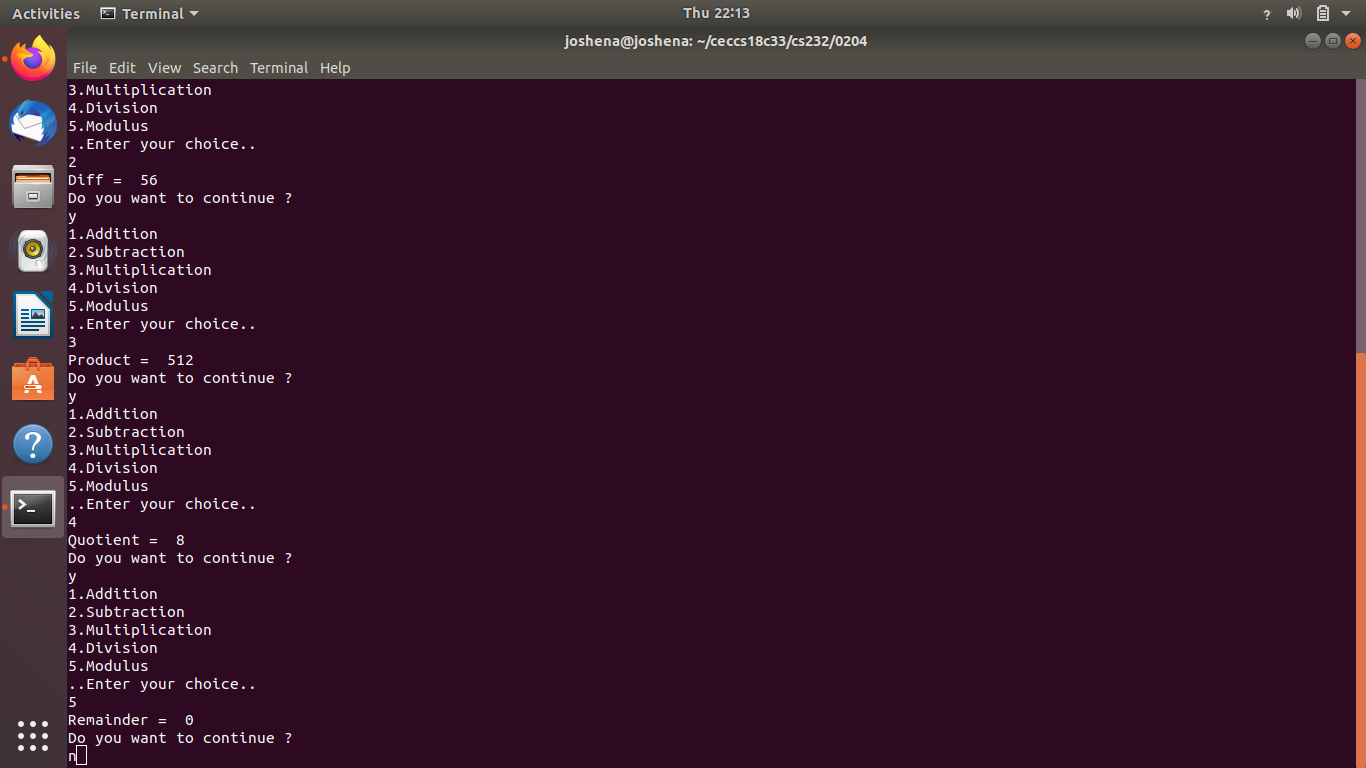 Activities Terminal Thu 22:13 ?
joshena@joshena: ~/ceccs18c33/cs232/0204
File Edit View Search Terminal Help
3.Multiplication
4.Division
5.Modulus
..Enter your choice..
2
Diff =  56
Do you want to continue ?
y
1.Addition
2.Subtraction
3.Multiplication
4.Division
5.Modulus
..Enter your choice..
3
Product =  512
Do you want to continue ?
y
1.Addition
2.Subtraction
3.Multiplication
4.Division
5.Modulus
..Enter your choice..
4
Quotient =  8
Do you want to continue ?
y
1.Addition
2.Subtraction
3.Multiplication
4.Division
5.Modulus
..Enter your choice..
5
Remainder =  0
Do you want to continue ?
n